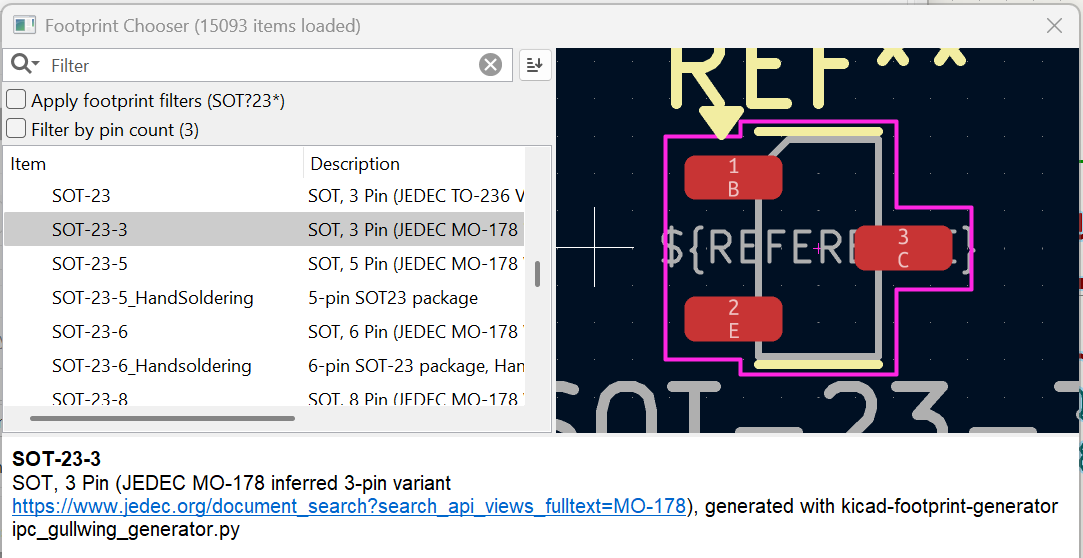 Footprint Chooser (15093 items loaded)
Filter
Apply footprint filters (SOT?23*)
Filter by pin count (3)
Item Description
SOT-23 SOT, 3 Pin (JEDEC TO-236 V
SOT-23-3 SOT, 3 Pin (JEDEC MO-178
SOT-23-5 SOT, 5 Pin (JEDEC MO-178
SOT-23-5_HandSoldering 5-pin SOT23 package
SOT-23-6 SOT, 6 Pin (JEDEC MO-178
SOT-23-6_Handsoldering 6-pin SOT-23 package, Han
SOT-23-8 SOT, 8 Pin (JEDEC MO-178
REF**
1
B
${REFERE
3
C
}
2
E
SOT-23-
SOT-23-3
SOT, 3 Pin (JEDEC MO-178 inferred 3-pin variant
https://www.jedec.org/document_search?search_api_views_fulltext=MO-178), generated with kicad-footprint-generator
ipc_gullwing_generator.py